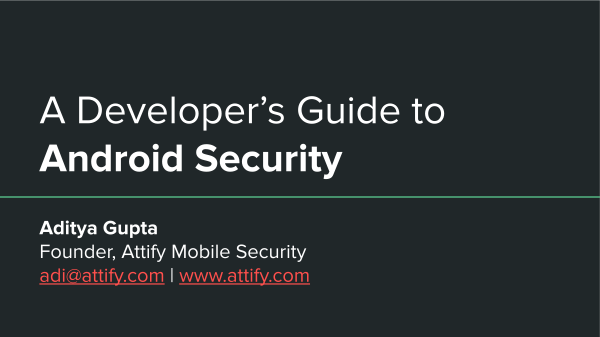 A Developer’s Guide to
Android Security
Aditya Gupta
Founder, Attify Mobile Security
adi@attify.com | www.attify.com